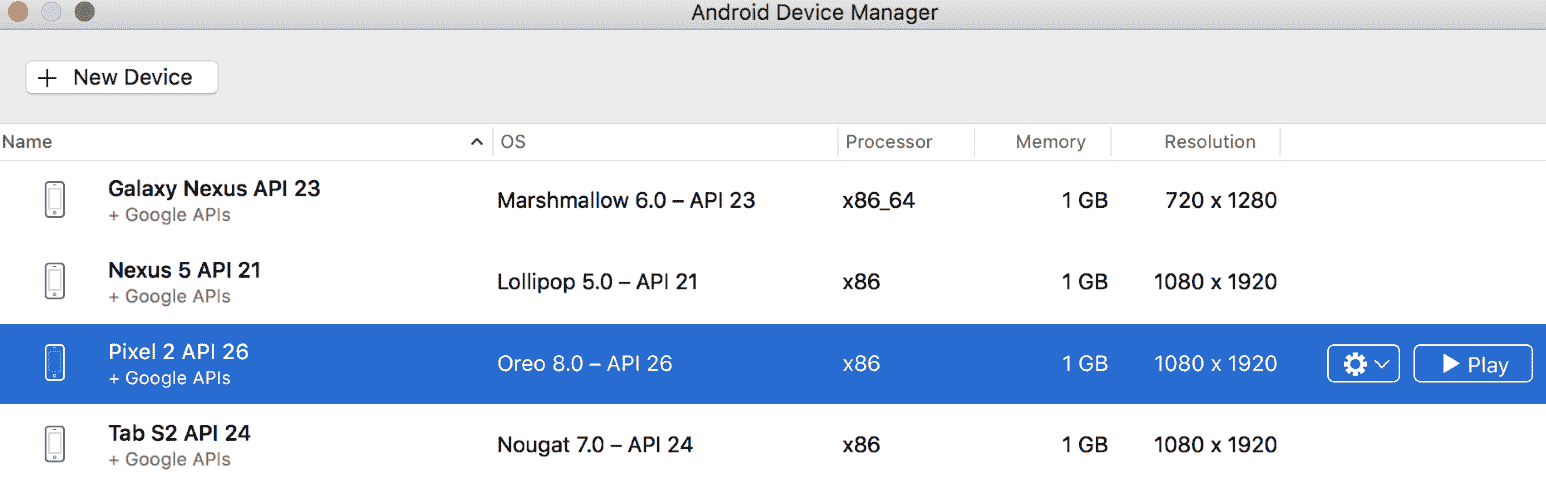 Android Device Manager
+ New Device
Name OS Processor Memory Resolution
Galaxy Nexus API 23 Marshmallow 6.0 – API 23 x86_64 1 GB 720 x 1280
+ Google APIs
Nexus 5 API 21 Lollipop 5.0 – API 21 x86 1 GB 1080 x 1920
+ Google APIs
Pixel 2 API 26 Oreo 8.0 – API 26 x86 1 GB 1080 x 1920 Play
+ Google APIs
Tab S2 API 24 Nougat 7.0 – API 24 x86 1 GB 1080 x 1920
+ Google APIs